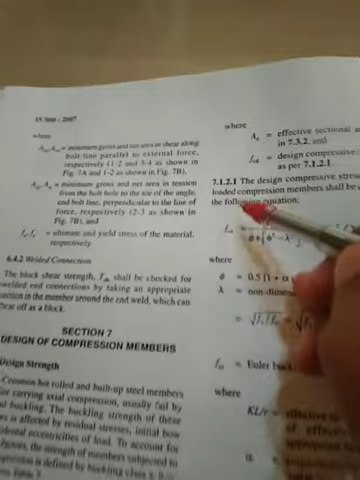 IS 800 : 2007
where
Avg, Avn = minimum gross and net area in shear along
bolt line parallel to external force,
respectively (1-2 and 3-4 as shown in
Fig. 7A and 1-2 as shown in Fig. 7B),
Atg, Atn = minimum gross and net area in tension
from the bolt hole to the toe of the angle,
end bolt line, perpendicular to the line of
force, respectively (2-3 as shown in
Fig. 7B), and
fu, fy = ultimate and yield stress of the material,
respectively.
6.4.2 Welded Connection
The block shear strength, Tdb shall be checked for
welded end connections by taking an appropriate
section in the member around the end weld, which can
shear off as a block.
SECTION 7
DESIGN OF COMPRESSION MEMBERS
Design Strength
Common hot rolled and built-up steel members
carrying axial compression, usually fail by
buckling. The buckling strength of these
is affected by residual stresses, initial bow
accidental eccentricities of load. To account for
factors, the strength of members subjected to
is defined by buckling class
where
Ae = effective sectional
in 7.3.2, and
fcd = design compressive
as per 7.1.2.1.
7.1.2.1 The design compressive stress
loaded compression members shall be
the following equation:
where
φ = 0.5 [1 + α
λ = non-dimen
fcc = Euler buck
where
KL/r = effective
of effecti
appropriate